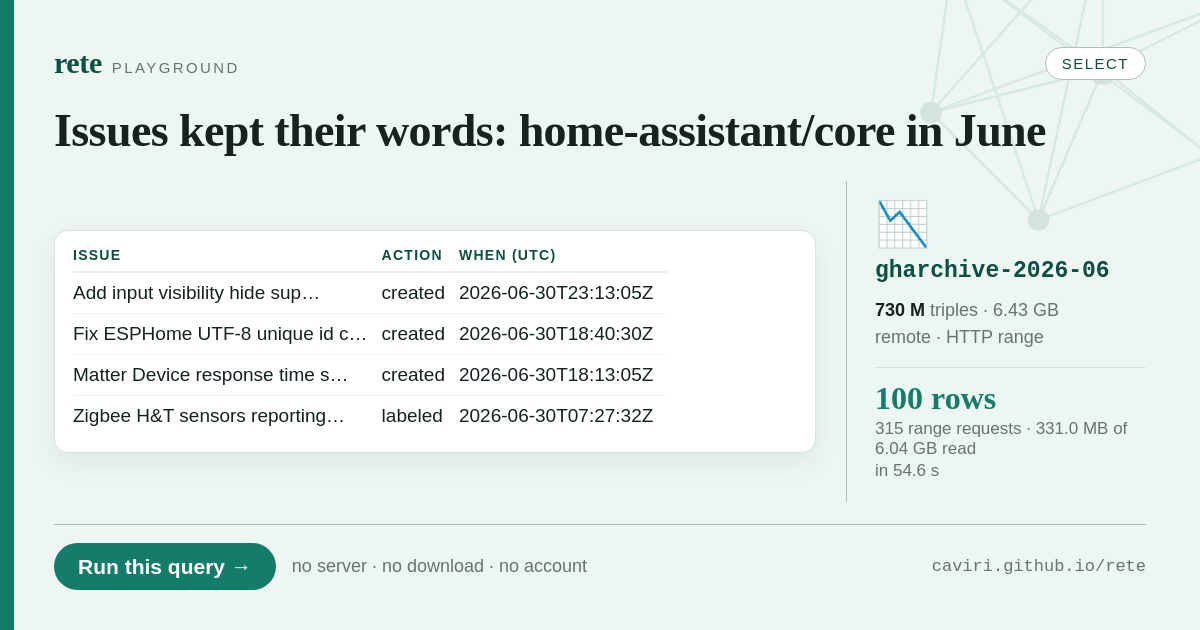 rete PLAYGROUND
SELECT
Issues kept their words: home-assistant/core in June
ISSUE ACTION WHEN (UTC)
Add input visibility hide sup… created 2026-06-30T23:13:05Z
Fix ESPHome UTF-8 unique id c… created 2026-06-30T18:40:30Z
Matter Device response time s… created 2026-06-30T18:13:05Z
Zigbee H&T sensors reporting… labeled 2026-06-30T07:27:32Z
gharchive-2026-06
730 M triples · 6.43 GB
remote · HTTP range
100 rows
315 range requests · 331.0 MB of
6.04 GB read
in 54.6 s
Run this query →
no server · no download · no account
caviri.github.io/rete